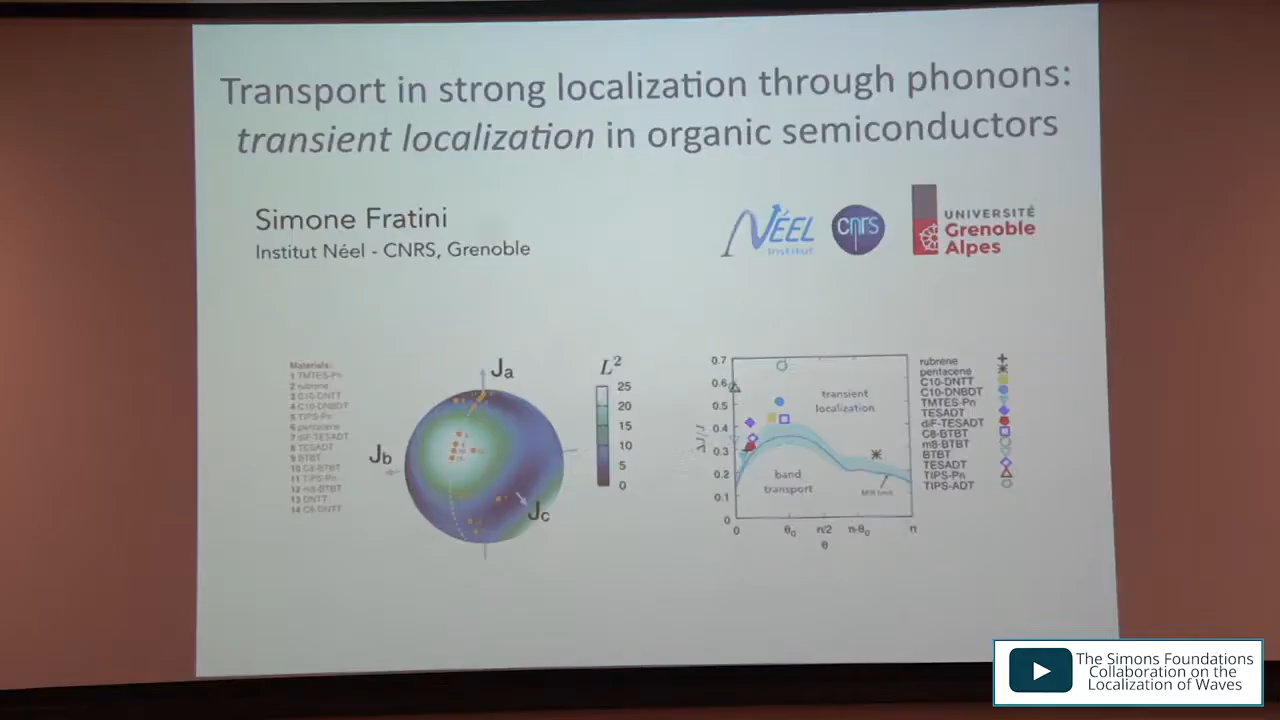 Transport in strong localization through phonons:
transient localization in organic semiconductors
Simone Fratini
Institut Néel - CNRS, Grenoble
NÉEL
institut
cnrs
UNIVERSITÉ
Grenoble
Alpes
Materials:
1 TMTES-Pn
2 rubrene
3 C10-DNTT
4 C10-DNBDT
5 TIPS-Pn
6 pentacene
7 diF-TESADT
8 TESADT
9 BTBT
10 C8-BTBT
11 TIPS-Pn
12 m8-BTBT
13 DNTT
14 C8-DNTT
Ja
Jb
Jc
L²
25
20
15
10
5
0
ΔJ/J
0.7
0.6
0.5
0.4
0.3
0.2
0.1
0
transient
localization
band
transport
MIR limit
0
θ₀
π/2
π-θ₀
π
θ
rubrene
pentacene
C10-DNTT
C10-DNBDT
TMTES-Pn
TESADT
diF-TESADT
C8-BTBT
m8-BTBT
BTBT
TESADT
TIPS-Pn
TIPS-ADT
The Simons Foundations
Collaboration on the
Localization of Waves